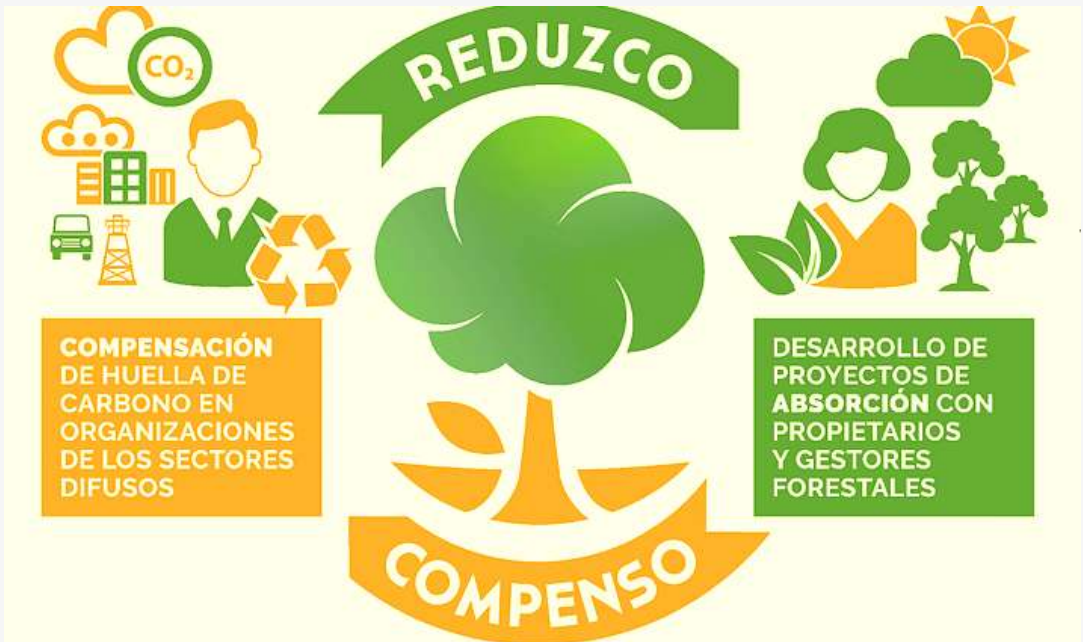 REDUZCO
CO₂
COMPENSACIÓN
DE HUELLA DE
CARBONO EN
ORGANIZACIONES
DE LOS SECTORES
DIFUSOS
DESARROLLO DE
PROYECTOS DE
ABSORCIÓN CON
PROPIETARIOS
Y GESTORES
FORESTALES
COMPENSO